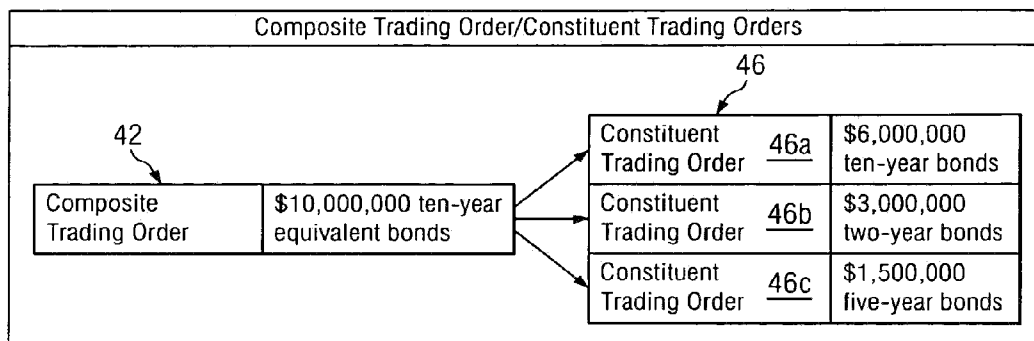 Composite Trading Order/Constituent Trading Orders
46
42
Constituent
Trading Order 46a
$6,000,000
ten-year bonds
Composite
Trading Order
$10,000,000 ten-year
equivalent bonds
Constituent
Trading Order 46b
$3,000,000
two-year bonds
Constituent
Trading Order 46c
$1,500,000
five-year bonds